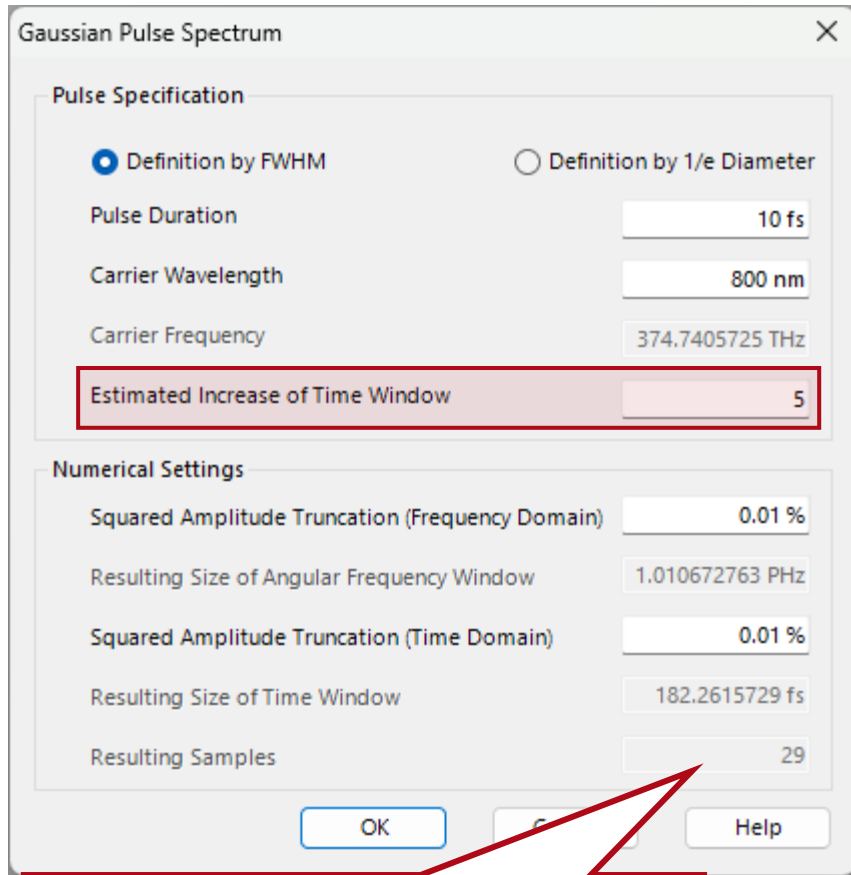 Gaussian Pulse Spectrum
Pulse Specification
Definition by FWHM
Definition by 1/e Diameter
Pulse Duration 10 fs
Carrier Wavelength 800 nm
Carrier Frequency 374.7405725 THz
Estimated Increase of Time Window 5
Numerical Settings
Squared Amplitude Truncation (Frequency Domain) 0.01 %
Resulting Size of Angular Frequency Window 1.010672763 PHz
Squared Amplitude Truncation (Time Domain) 0.01 %
Resulting Size of Time Window 182.2615729 fs
Resulting Samples 29
OK
Help